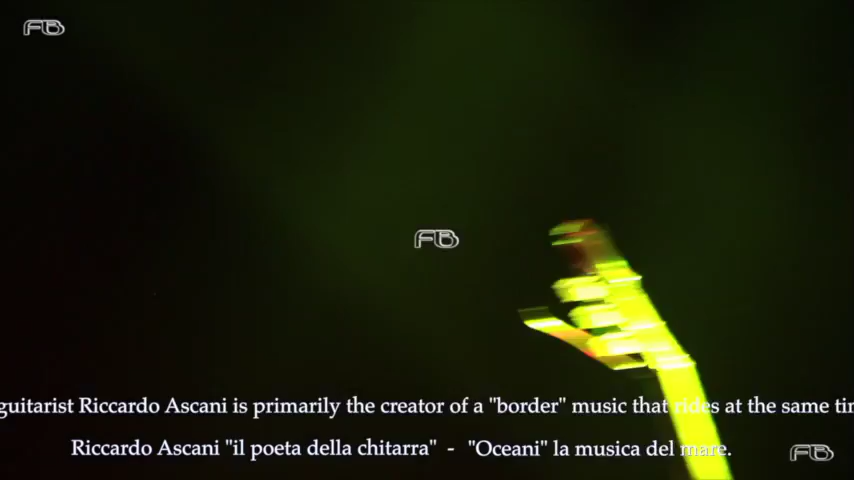 FB
FB
guitarist Riccardo Ascani is primarily the creator of a "border" music that rides at the same
Riccardo Ascani "il poeta della chitarra" - "Oceani" la musica del mare.
FB